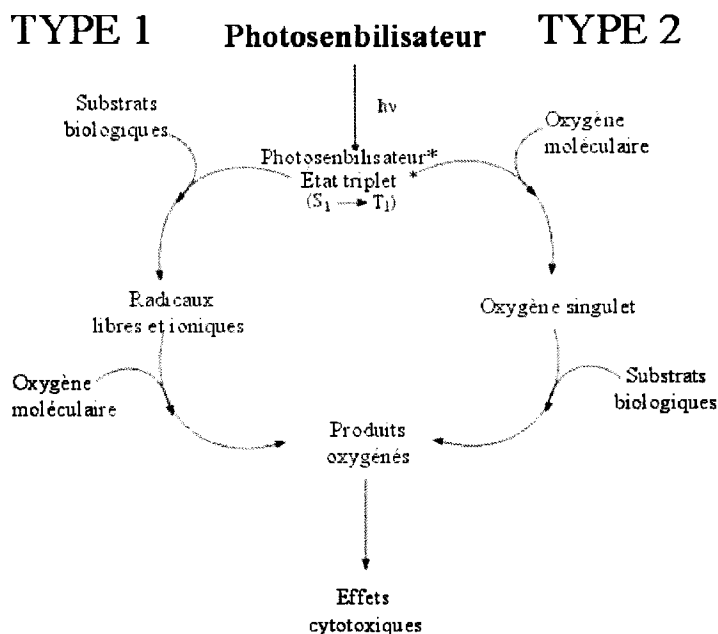 TYPE 1
Photosenbilisateur
TYPE 2
hν
Substrats
biologiques
Oxygène
moléculaire
Photosenbilisateur*
Etat triplet *
(S1 → T1)
Radicaux
libres et ioniques
Oxygène singulet
Oxygène
moléculaire
Substrats
biologiques
Produits
oxygénés
Effets
cytotoxiques